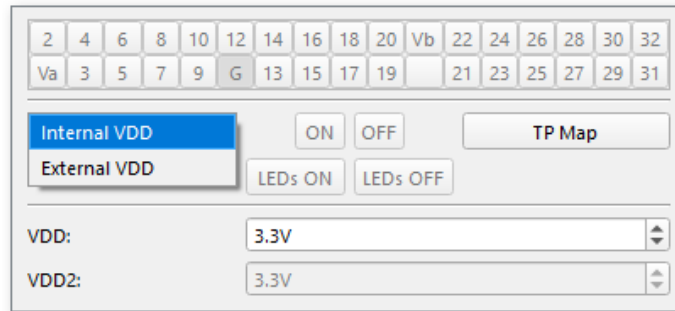 2 4 6 8 10 12 14 16 18 20 Vb 22 24 26 28 30 32
Va 3 5 7 9 G 13 15 17 19 21 23 25 27 29 31
Internal VDD ON OFF TP Map
External VDD LEDs ON LEDs OFF
VDD: 3.3V
VDD2: 3.3V